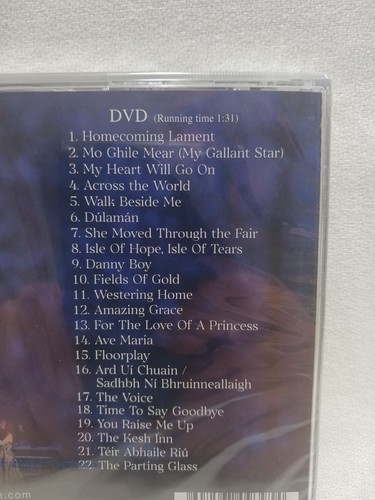 DVD (Running time 1:31)
1. Homecoming Lament
2. Mo Ghile Mear (My Gallant Star)
3. My Heart Will Go On
4. Across the World
5. Walk Beside Me
6. Dúlamán
7. She Moved Through the Fair
8. Isle Of Hope, Isle Of Tears
9. Danny Boy
10. Fields Of Gold
11. Westering Home
12. Amazing Grace
13. For The Love Of A Princess
14. Ave Maria
15. Floorplay
16. Ard Uí Chuain /
Sadhbh Ní Bhruinneallaigh
17. The Voice
18. Time To Say Goodbye
19. You Raise Me Up
20. The Kesh Inn
21. Téir Abhaile Riú
22. The Parting Glass